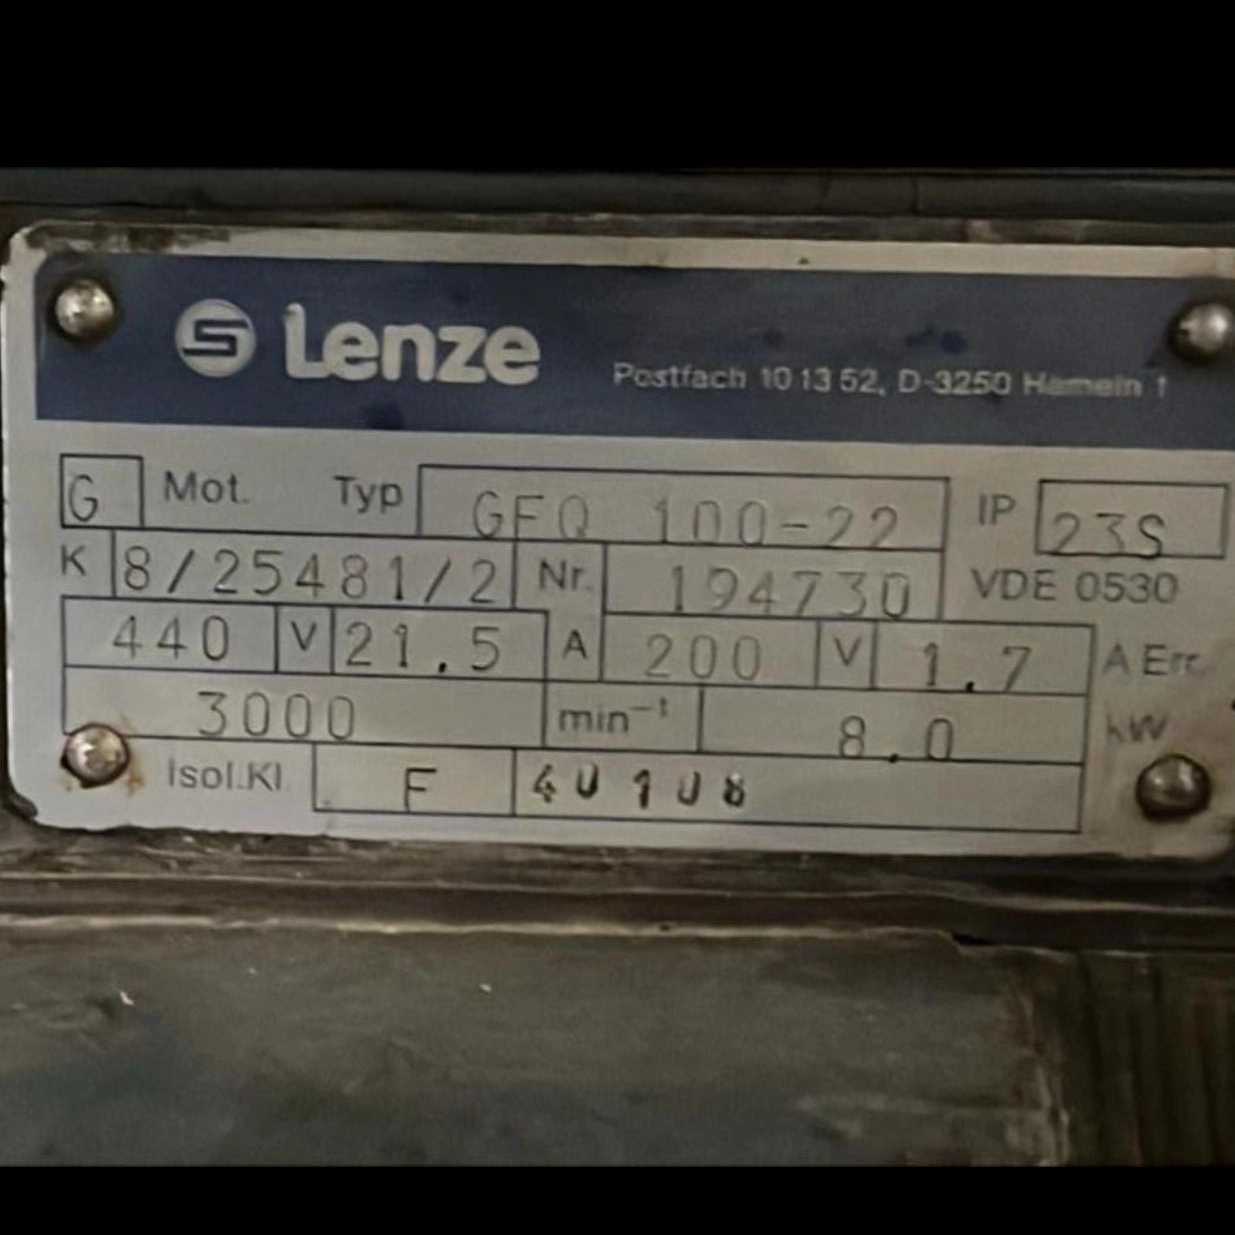 Lenze
Postfach 10 13 52, D-3250 Hameln 1
G Mot. Typ GFQ 100-22 IP 23S
K 8/25481/2 Nr. 194730 VDE 0530
440 V 21.5 A 200 V 1.7 A Err.
3000 min⁻¹ 8.0 kW
Isol.Kl F 40108